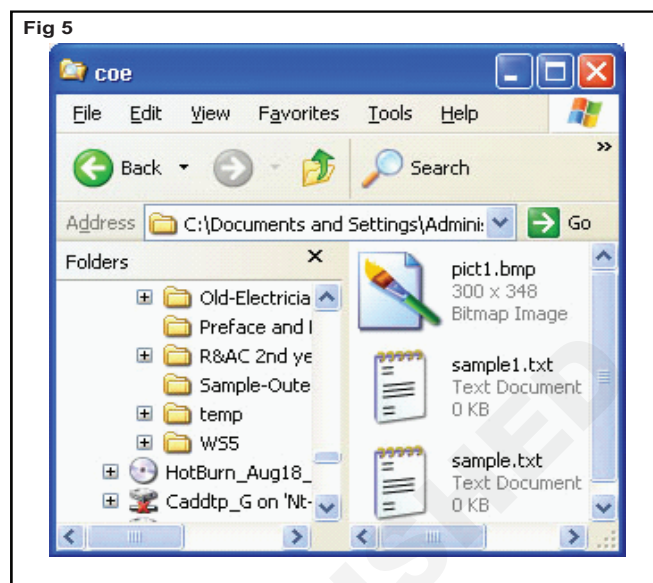 Fig 5
coe
File Edit View Favorites Tools Help
Back Search »
Address C:\Documents and Settings\Admini: Go
Folders X
Old-Electricia
Preface and
R&AC 2nd ye
Sample-Oute
temp
WS5
HotBurn_Aug18_
Caddtp_G on 'Nt-
pict1.bmp
300 x 348
Bitmap Image
sample1.txt
Text Document
0 KB
sample.txt
Text Document
0 KB